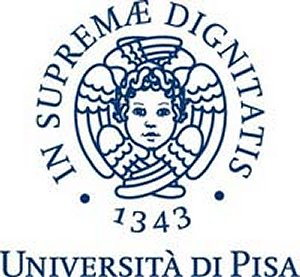 IN SUPREMÆ DIGNITATIS
· 1343 ·
UNIVERSITÀ DI PISA